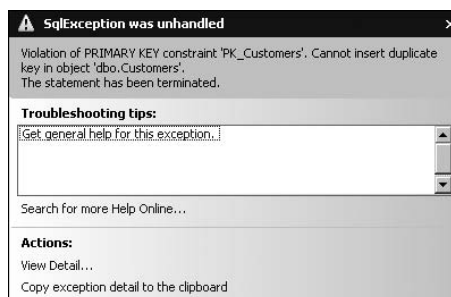 SqlException was unhandled
Violation of PRIMARY KEY constraint 'PK_Customers'. Cannot insert duplicate
key in object 'dbo.Customers'.
The statement has been terminated.
Troubleshooting tips:
Get general help for this exception.
Search for more Help Online...
Actions:
View Detail...
Copy exception detail to the clipboard